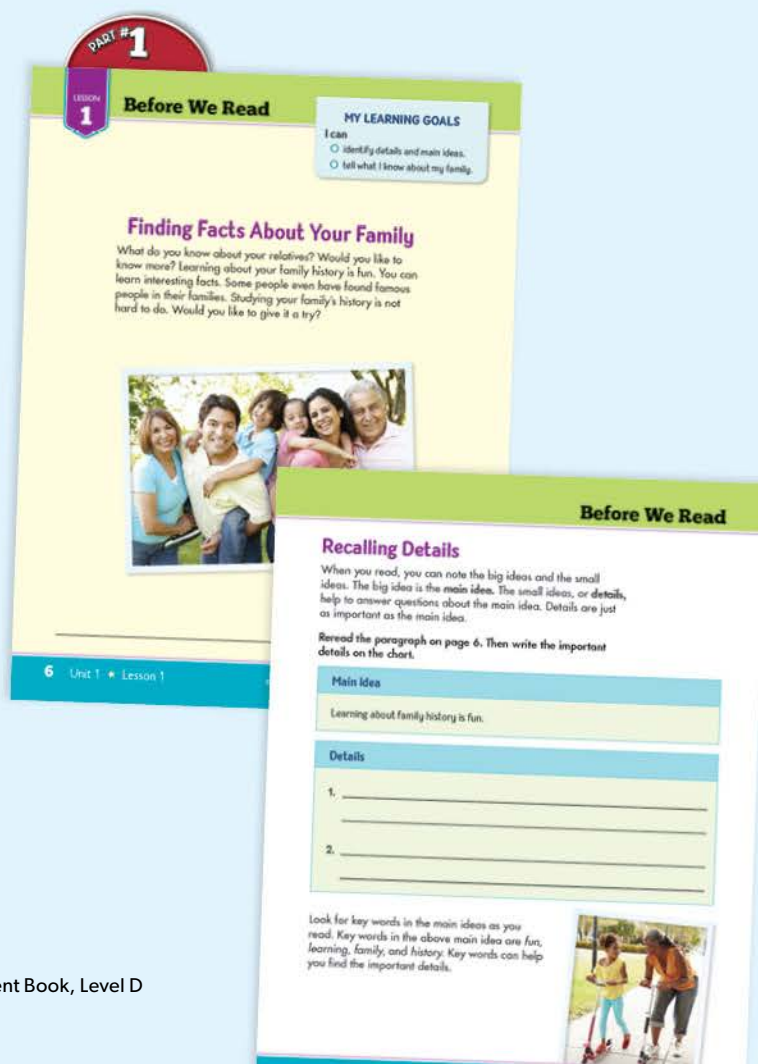 PART #1
LESSON
1
Before We Read
MY LEARNING GOALS
I can
identify details and main ideas.
tell what I know about my family.
Finding Facts About Your Family
What do you know about your relatives? Would you like to
know more? Learning about your family history is fun. You can
learn interesting facts. Some people even have found famous
people in their families. Studying your family's history is not
hard to do. Would you like to give it a try?
6 Unit 1 ★ Lesson 1
Before We Read
Recalling Details
When you read, you can note the big ideas and the small
ideas. The big idea is the main idea. The small ideas, or details,
help to answer questions about the main idea. Details are just
as important as the main idea.
Reread the paragraph on page 6. Then write the important
details on the chart.
Main Idea
Learning about family history is fun.
Details
1.
2.
Look for key words in the main ideas as you
read. Key words in the above main idea are fun,
learning, family, and history. Key words can help
you find the important details.
ent Book, Level D